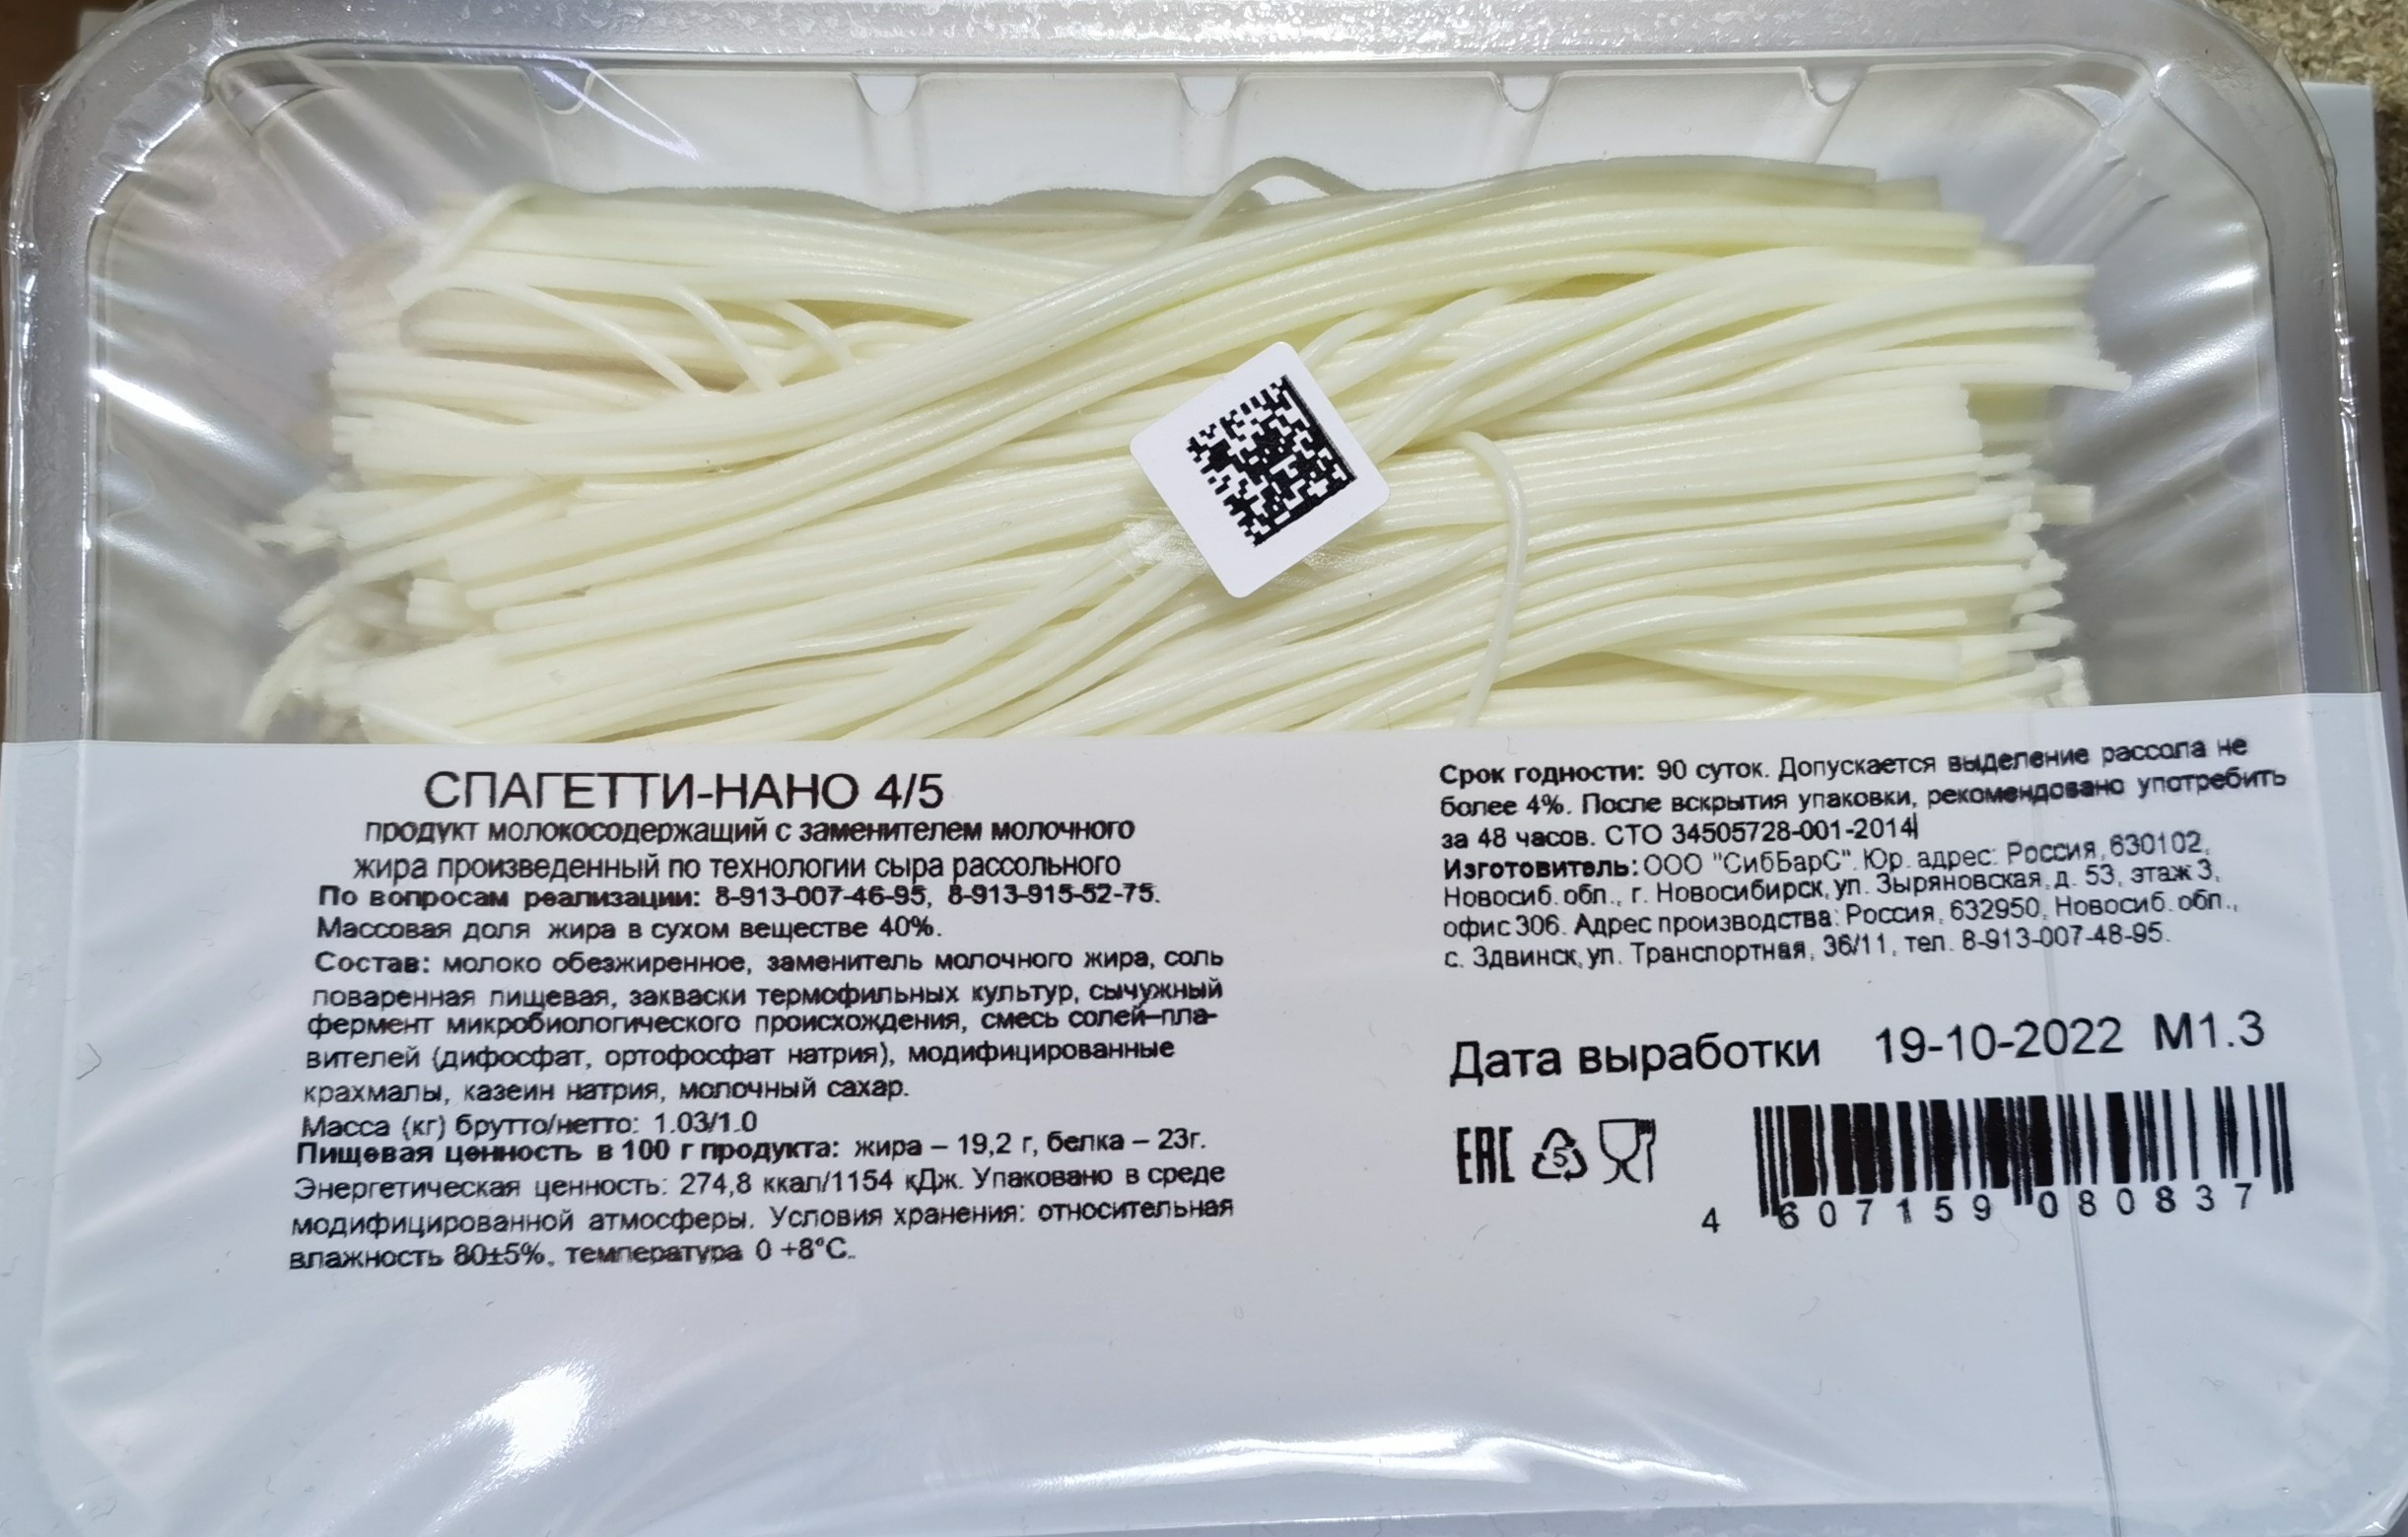 СПАГЕТТИ-НАНО 4/5
продукт молокосодержащий с заменителем молочного
жира произведенный по технологии сыра рассольного
По вопросам реализации: 8-913-007-46-95, 8-913-915-52-75.
Массовая доля жира в сухом веществе 40%.
Состав: молоко обезжиренное, заменитель молочного жира, соль
поваренная пищевая, закваски термофильных культур, сычужный
фермент микробиологического происхождения, смесь солей-пла-
вителей (дифосфат, ортофосфат натрия), модифицированные
крахмалы, казеин натрия, молочный сахар.
Масса (кг) брутто/нетто: 1.03/1.0
Пищевая ценность в 100 г продукта: жира – 19,2 г, белка – 23г.
Энергетическая ценность: 274,8 ккал/1154 кДж. Упаковано в среде
модифицированной атмосферы. Условия хранения: относительная
влажность 80±5%, температура 0 +8°С.
Срок годности: 90 суток. Допускается выделение рассола не
более 4%. После вскрытия упаковки, рекомендовано употребить
за 48 часов. СТО 34505728-001-2014
Изготовитель: ООО "СибБарС". Юр. адрес: Россия, 630102,
Новосиб. обл., г. Новосибирск, ул. Зыряновская, д. 53, этаж 3,
офис 306. Адрес производства: Россия, 632950, Новосиб. обл.,
с. Здвинск, ул. Транспортная, 36/11, тел. 8-913-007-48-95.
Дата выработки 19-10-2022 М1.3
EAC 5
4 607159 080837